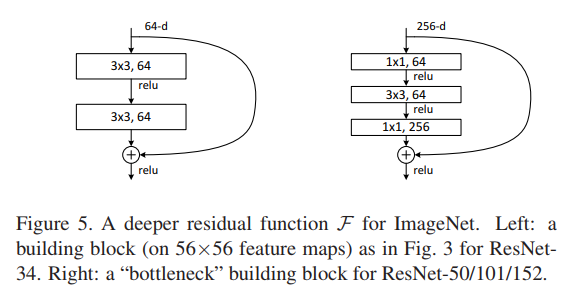 64-d
3x3, 64
relu
3x3, 64
+
relu
256-d
1x1, 64
relu
3x3, 64
relu
1x1, 256
+
relu
Figure 5. A deeper residual function F for ImageNet. Left: a
building block (on 56×56 feature maps) as in Fig. 3 for ResNet-
34. Right: a “bottleneck” building block for ResNet-50/101/152.